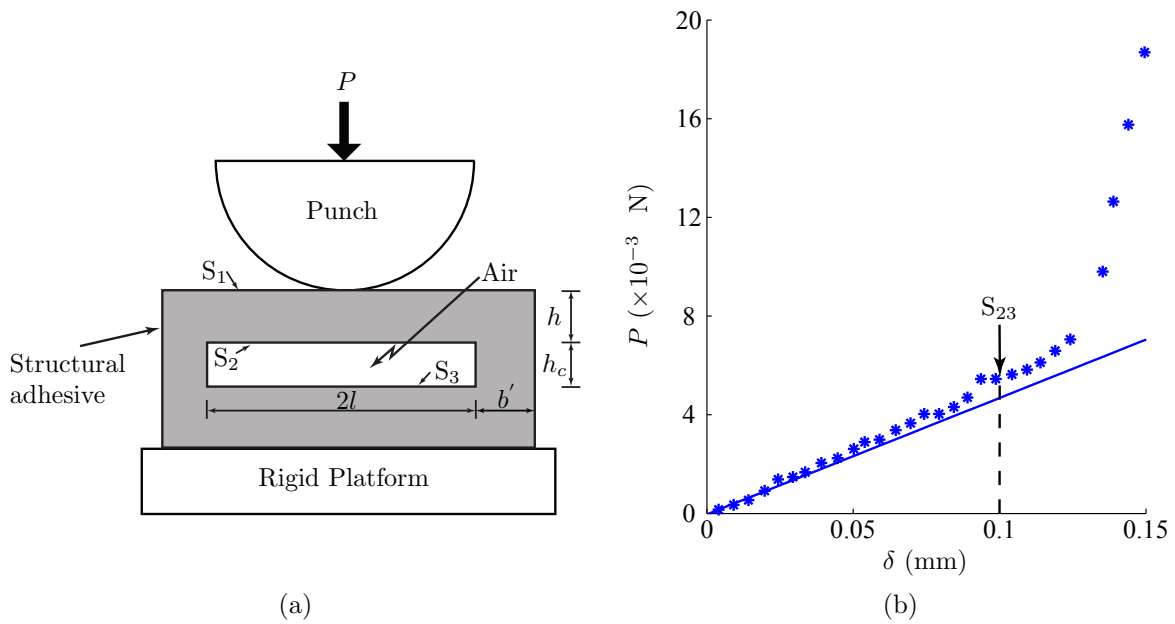 P
Punch
S₁
Air
h
S₂
S₃
h_c
Structural
adhesive
2l
b′
Rigid Platform
(a)
20
16
12
8
4
0
P (×10⁻³ N)
S₂₃
0
0.05
0.1
0.15
δ (mm)
(b)